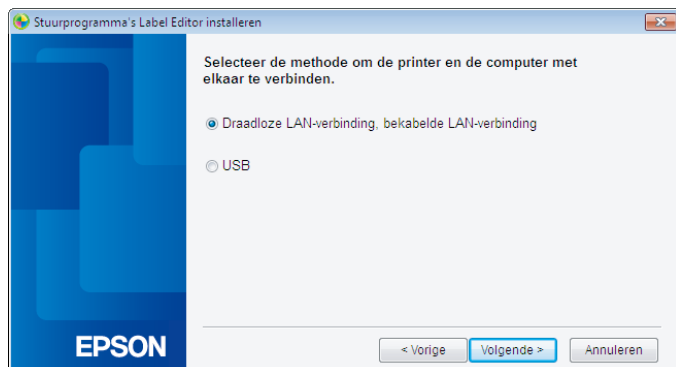 Stuurprogramma's Label Editor installeren
Selecteer de methode om de printer en de computer met
elkaar te verbinden.
Draadloze LAN-verbinding, bekabelde LAN-verbinding
USB
EPSON
< Vorige Volgende > Annuleren